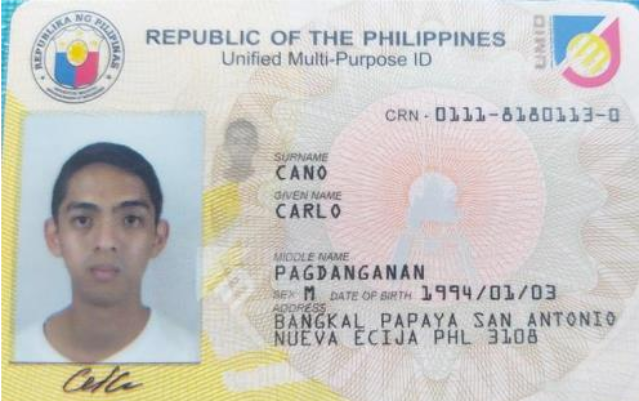 REPUBLIKA NG PILIPINAS
REPUBLIC OF THE PHILIPPINES
Unified Multi-Purpose ID
UMID
CRN - 0111-8180113-0
SURNAME
CANO
GIVEN NAME
CARLO
MIDDLE NAME
PAGDANGANAN
SEX M DATE OF BIRTH 1994/01/03
ADDRESS
BANGKAL PAPAYA SAN ANTONIO
NUEVA ECIJA PHL 3108